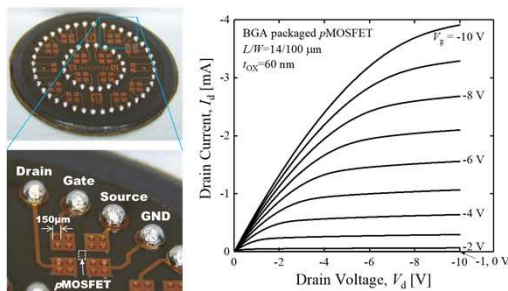 Drain
Gate
Source
GND
150μm
pMOSFET
BGA packaged pMOSFET
L/W=14/100 μm
tOX=60 nm
Vg = -10 V
-8 V
-6 V
-4 V
-2 V
-1, 0 V
Drain Current, Id [mA]
-4
-3
-2
-1
0
0
-2
-4
-6
-8
-10
Drain Voltage, Vd [V]